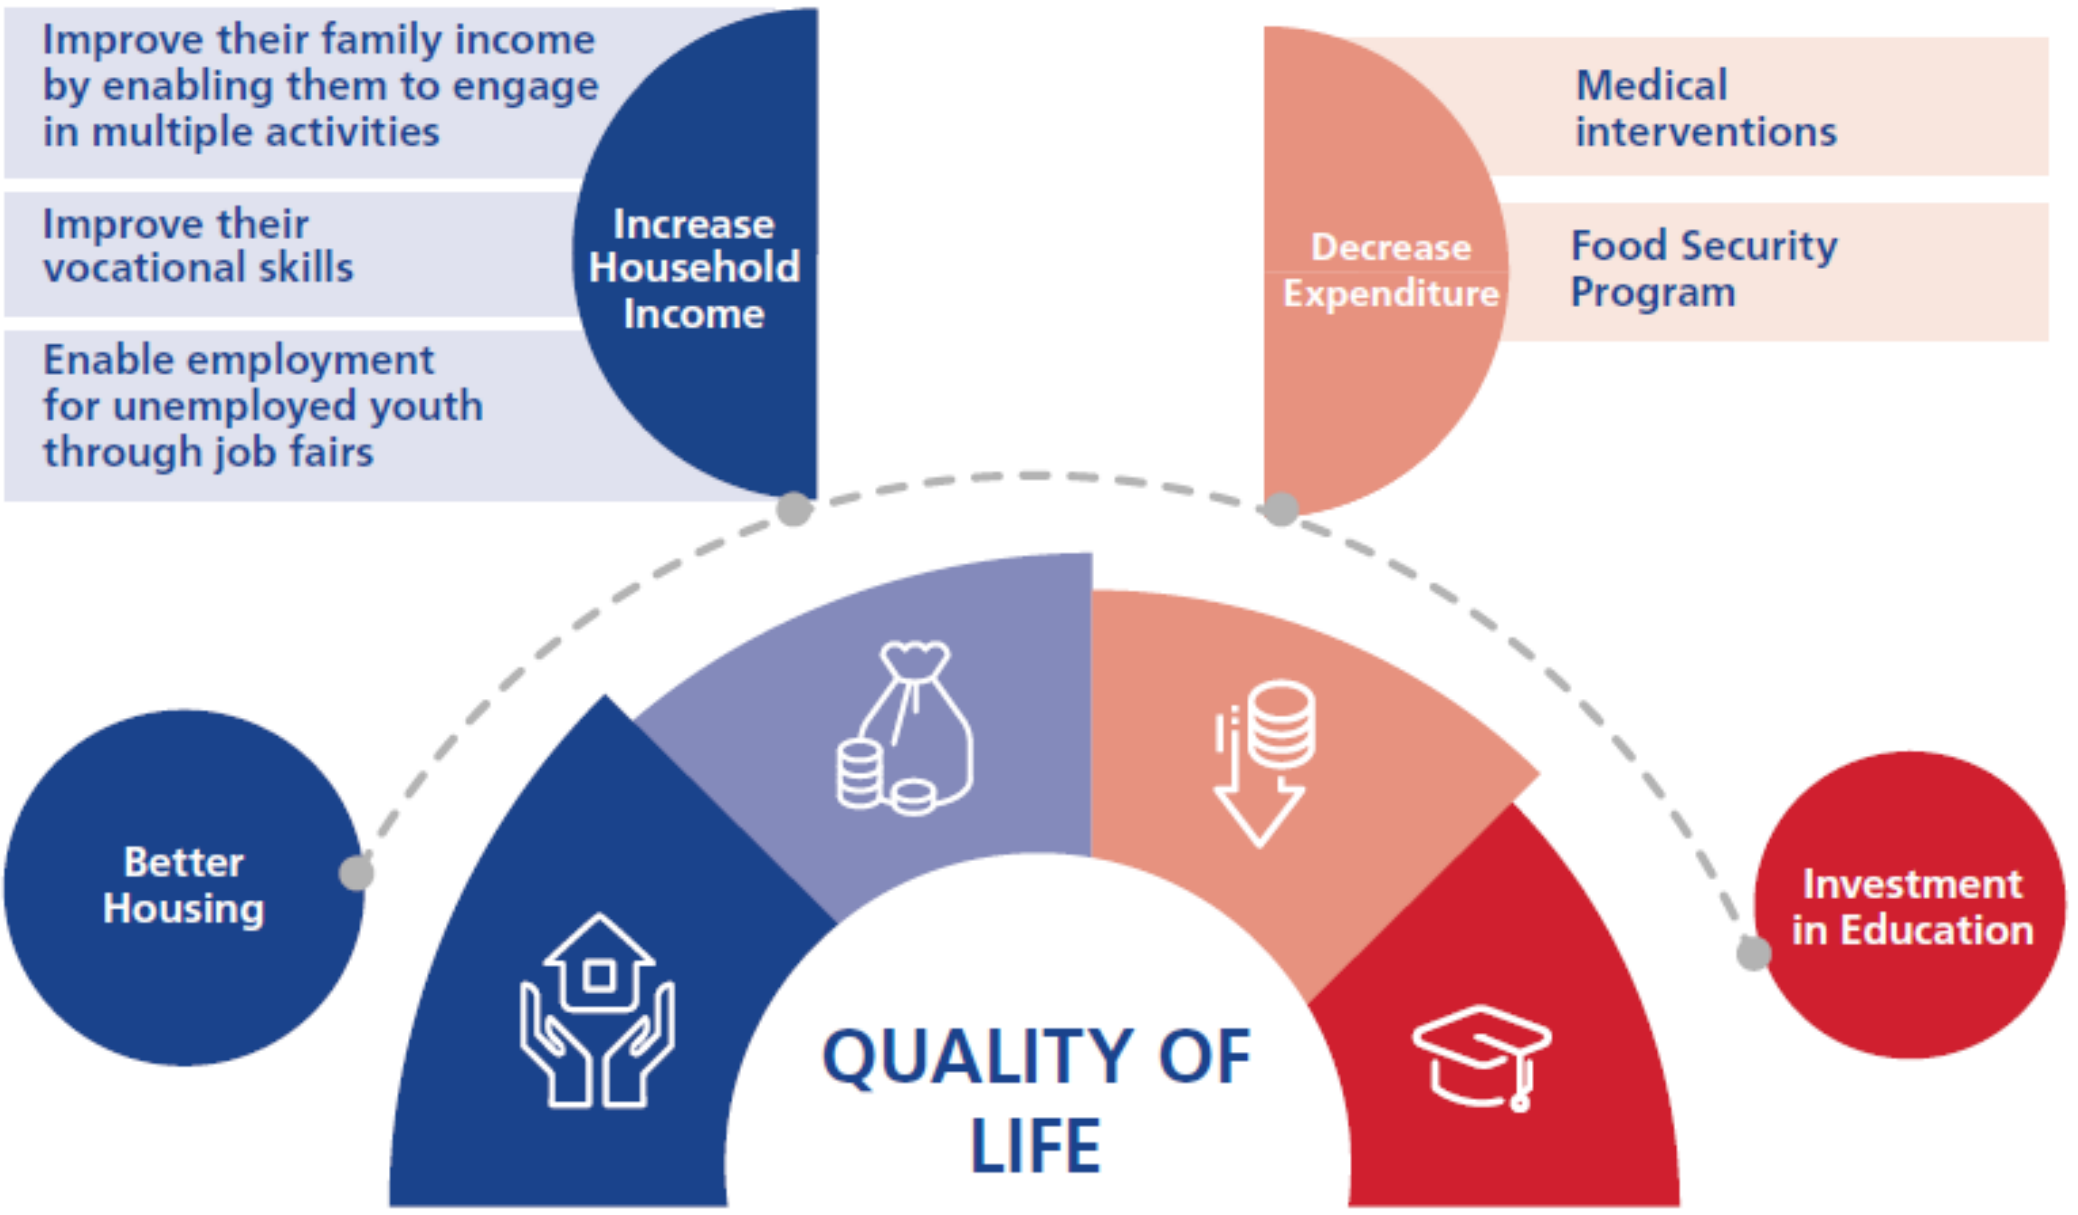 Improve their family income
by enabling them to engage
in multiple activities
Improve their
vocational skills
Enable employment
for unemployed youth
through job fairs
Increase
Household
Income
Decrease
Expenditure
Medical
interventions
Food Security
Program
Better
Housing
Investment
in Education
QUALITY OF
LIFE